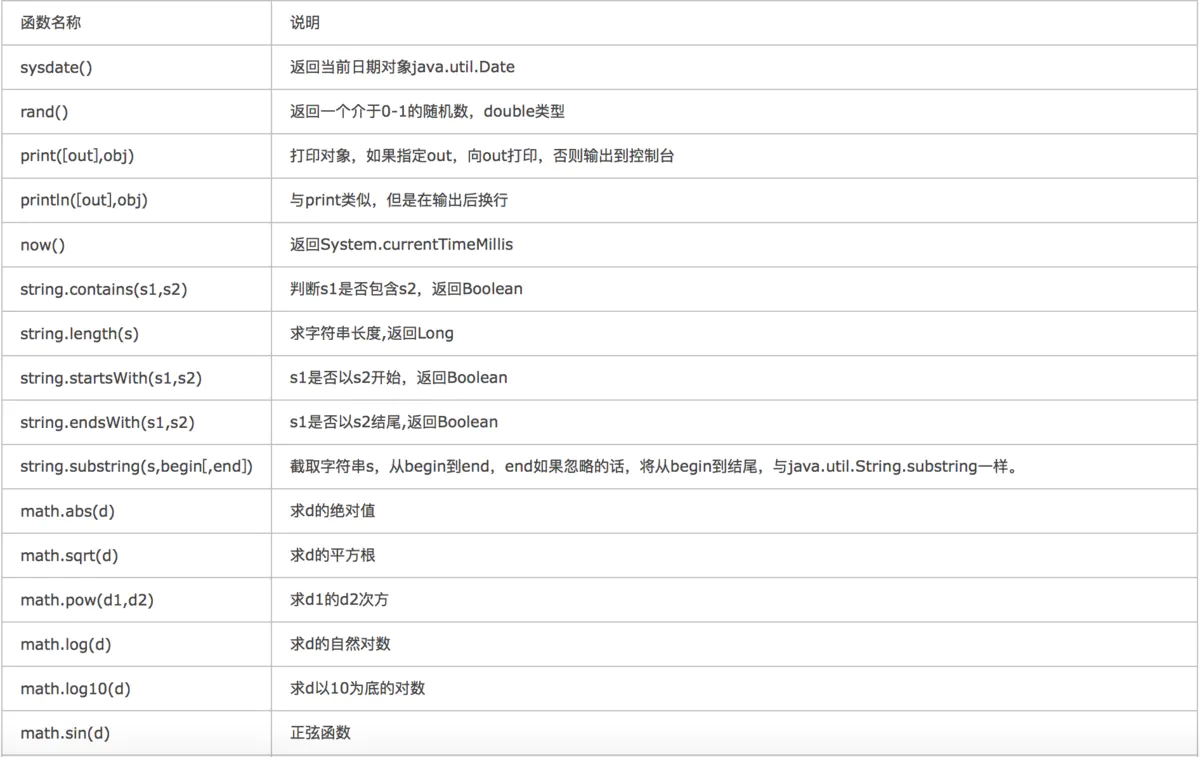 函数名称 说明
sysdate() 返回当前日期对象java.util.Date
rand() 返回一个介于0-1的随机数，double类型
print([out],obj) 打印对象，如果指定out，向out打印，否则输出到控制台
println([out],obj) 与print类似，但是在输出后换行
now() 返回System.currentTimeMillis
string.contains(s1,s2) 判断s1是否包含s2，返回Boolean
string.length(s) 求字符串长度,返回Long
string.startsWith(s1,s2) s1是否以s2开始，返回Boolean
string.endsWith(s1,s2) s1是否以s2结尾,返回Boolean
string.substring(s,begin[,end]) 截取字符串s，从begin到end，end如果忽略的话，将从begin到结尾，与java.util.String.substring一样。
math.abs(d) 求d的绝对值
math.sqrt(d) 求d的平方根
math.pow(d1,d2) 求d1的d2次方
math.log(d) 求d的自然对数
math.log10(d) 求d以10为底的对数
math.sin(d) 正弦函数